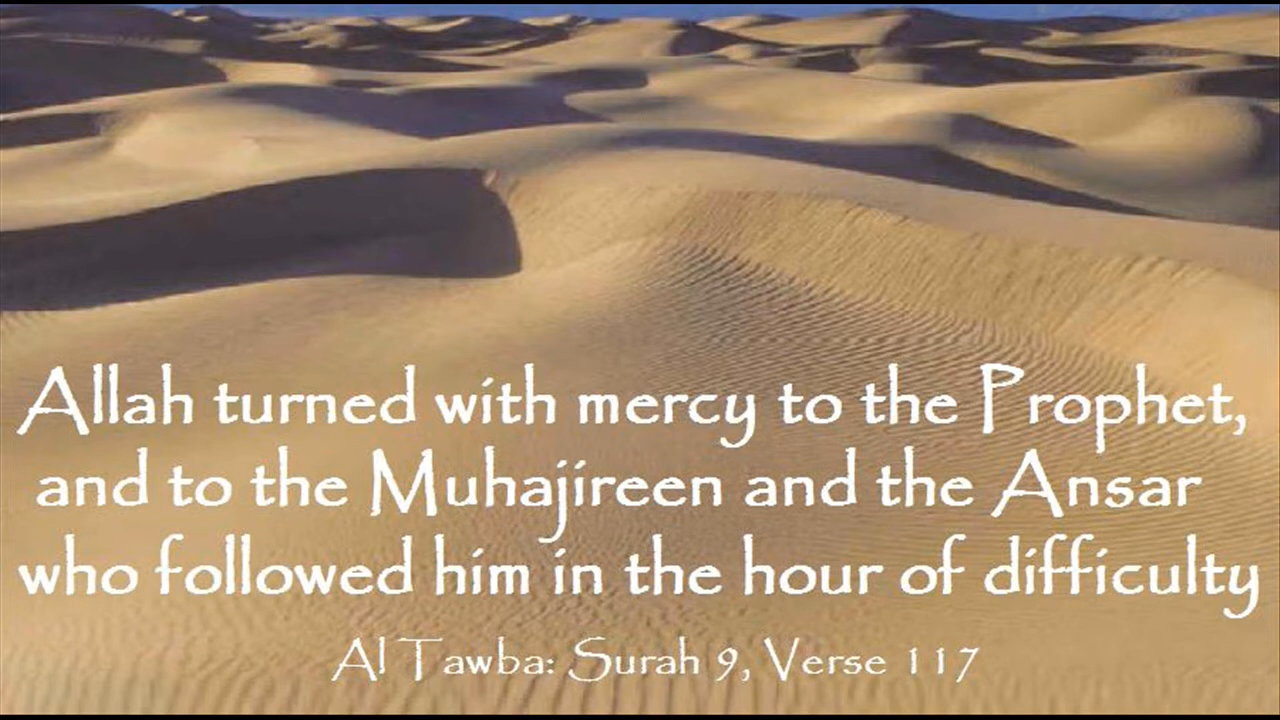 Allah turned with mercy to the Prophet,
and to the Muhajireen and the Ansar
who followed him in the hour of difficulty
Al Tawba: Surah 9, Verse 117